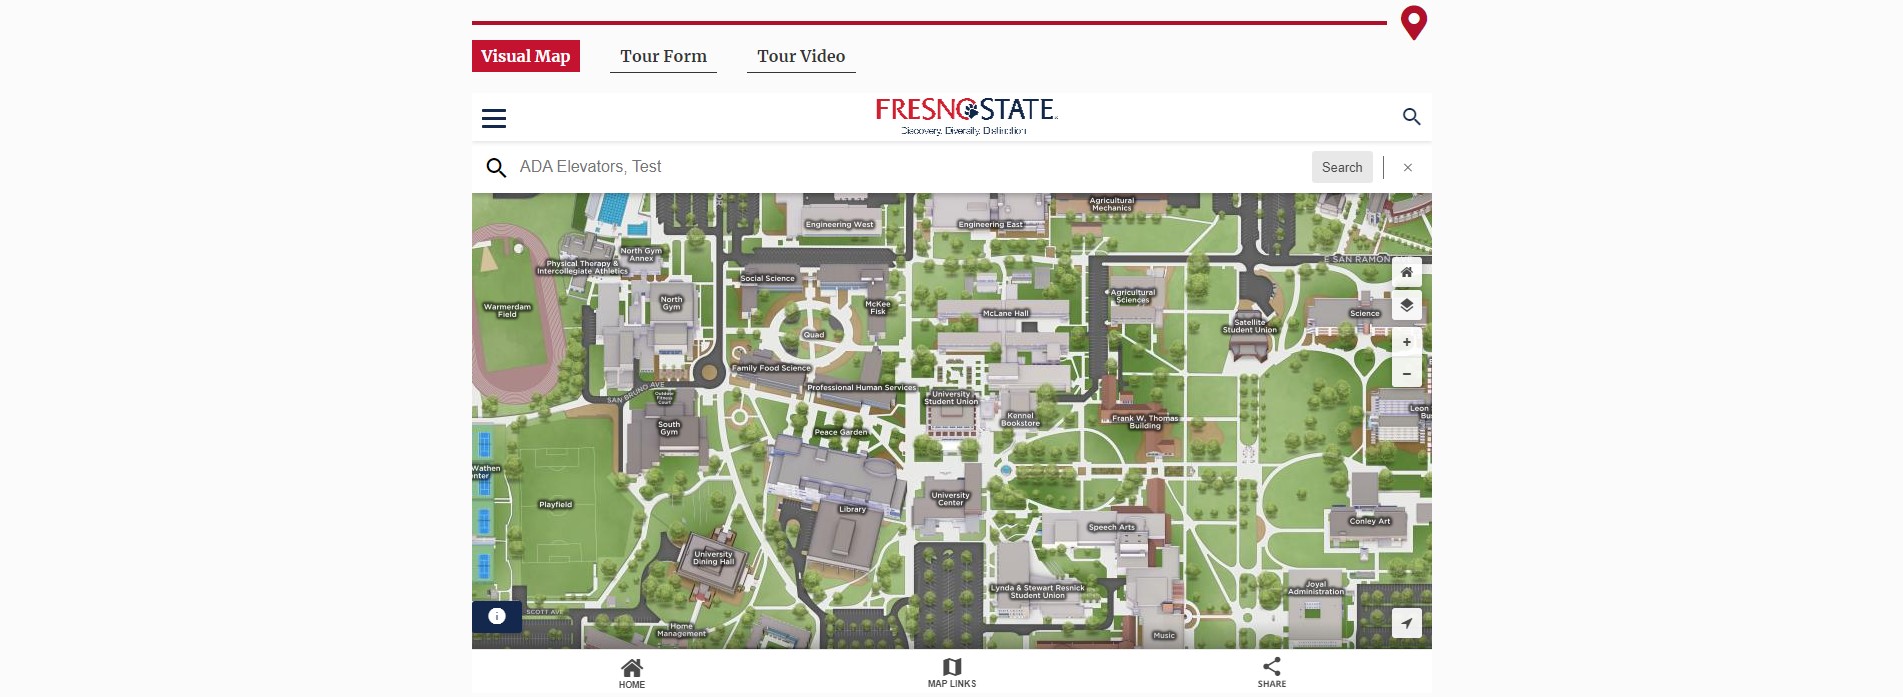 Visual Map
Tour Form
Tour Video
FRESNO STATE
Discovery. Diversity. Distinction.
ADA Elevators, Test
Search
Agricultural
Mechanics
Engineering West
Engineering East
North Gym
Annex
E SAN RAMON
Physical Therapy &
Intercollegiate Athletics
Social Science
Agricultural
Sciences
North
Gym
McKee
Fisk
Warmerdam
Field
McLane Hall
Science
Satellite
Student Union
Quad
Family Food Science
Professional Human Services
SAN BRUNO AVE
Outdoor
Fitness
Court
University
Student Union
Leon
Kennel
Bookstore
Frank W. Thomas
Building
South
Gym
Peace Garden
Wathen
University
Center
Playfield
Library
Conley Art
Speech Arts
University
Dining Hall
Lynda & Stewart Resnick
Student Union
Joyal
Administration
SCOTT AVE
Home
Management
Music
HOME
MAP LINKS
SHARE